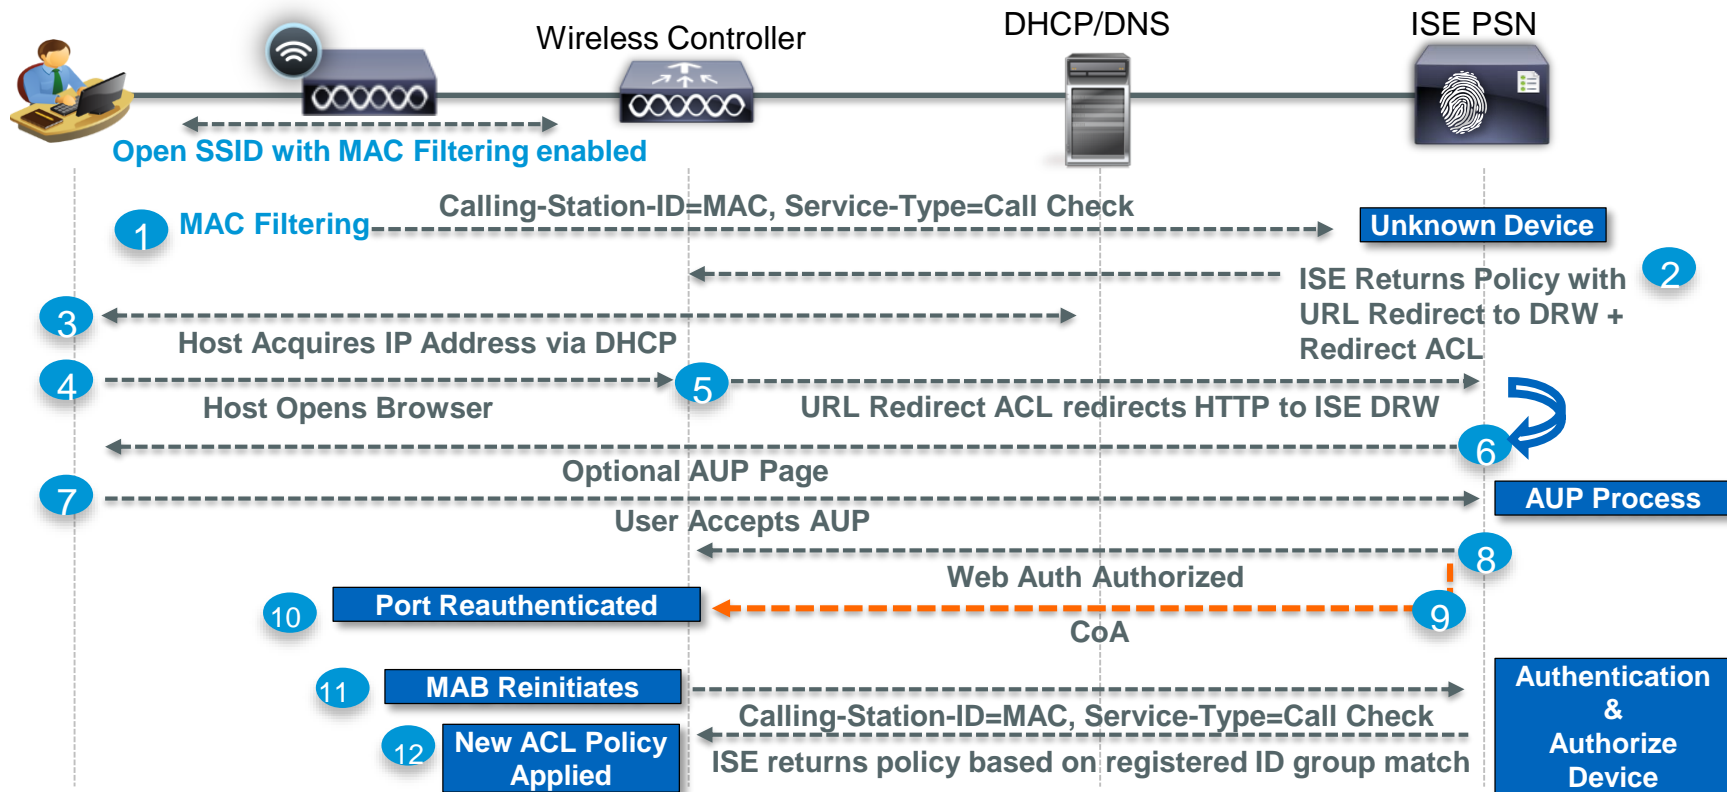 Wireless Controller
DHCP/DNS
ISE PSN
Open SSID with MAC Filtering enabled
1
MAC Filtering
Calling-Station-ID=MAC, Service-Type=Call Check
Unknown Device
2
ISE Returns Policy with
URL Redirect to DRW +
Redirect ACL
3
Host Acquires IP Address via DHCP
4
Host Opens Browser
5
URL Redirect ACL redirects HTTP to ISE DRW
6
Optional AUP Page
7
User Accepts AUP
AUP Process
8
Web Auth Authorized
9
CoA
10
Port Reauthenticated
11
MAB Reinitiates
Calling-Station-ID=MAC, Service-Type=Call Check
Authentication
&
Authorize
Device
12
New ACL Policy
Applied
ISE returns policy based on registered ID group match